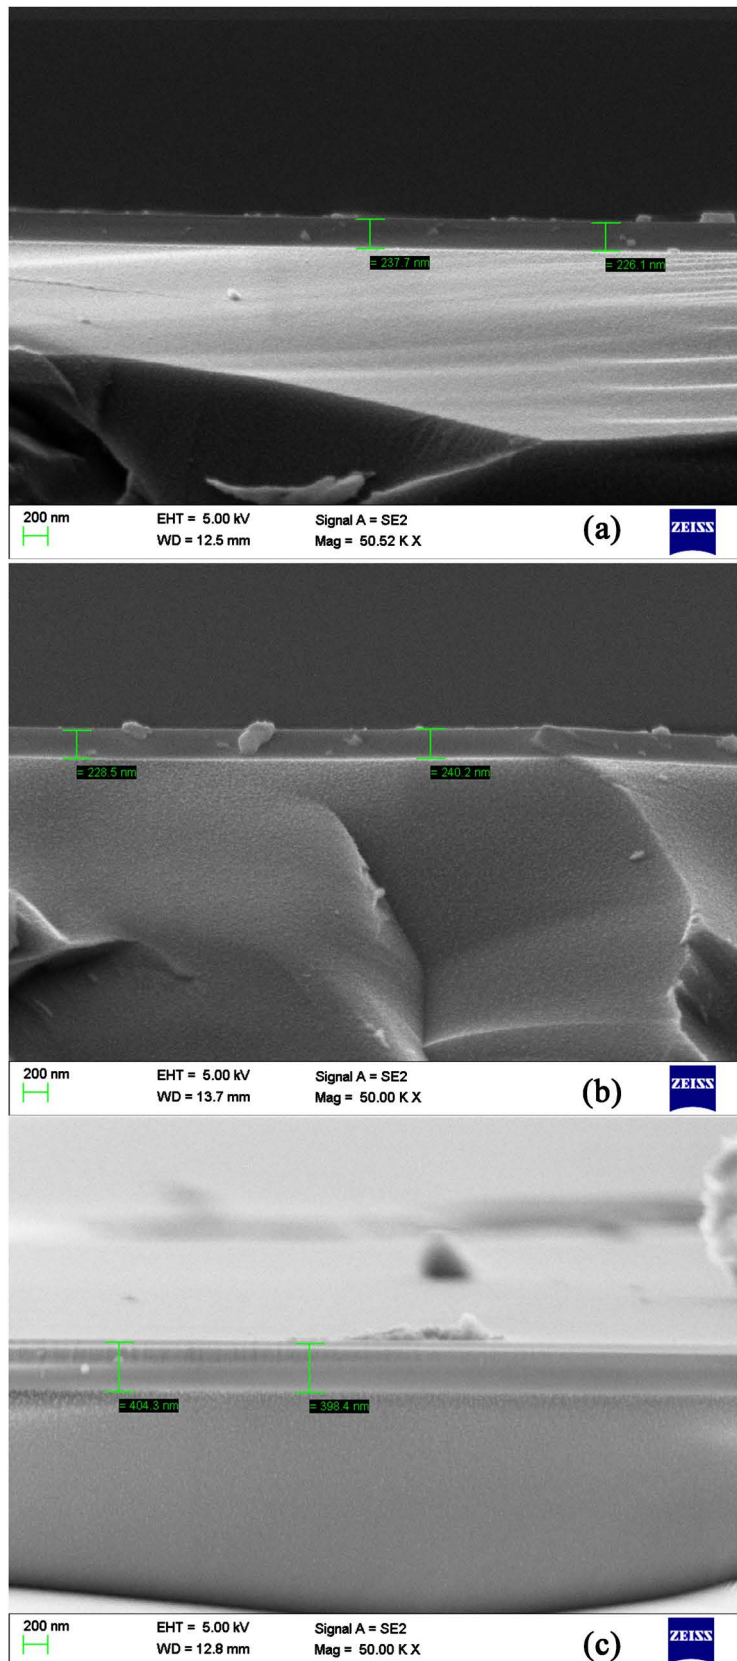 = 237.7 nm
= 226.1 nm
200 nm
EHT = 5.00 kV
Signal A = SE2
WD = 12.5 mm
Mag = 50.52 K X
(a)
ZEISS
= 228.5 nm
= 240.2 nm
200 nm
EHT = 5.00 kV
Signal A = SE2
WD = 13.7 mm
Mag = 50.00 K X
(b)
ZEISS
= 404.3 nm
= 398.4 nm
200 nm
EHT = 5.00 kV
Signal A = SE2
WD = 12.8 mm
Mag = 50.00 K X
(c)
ZEISS